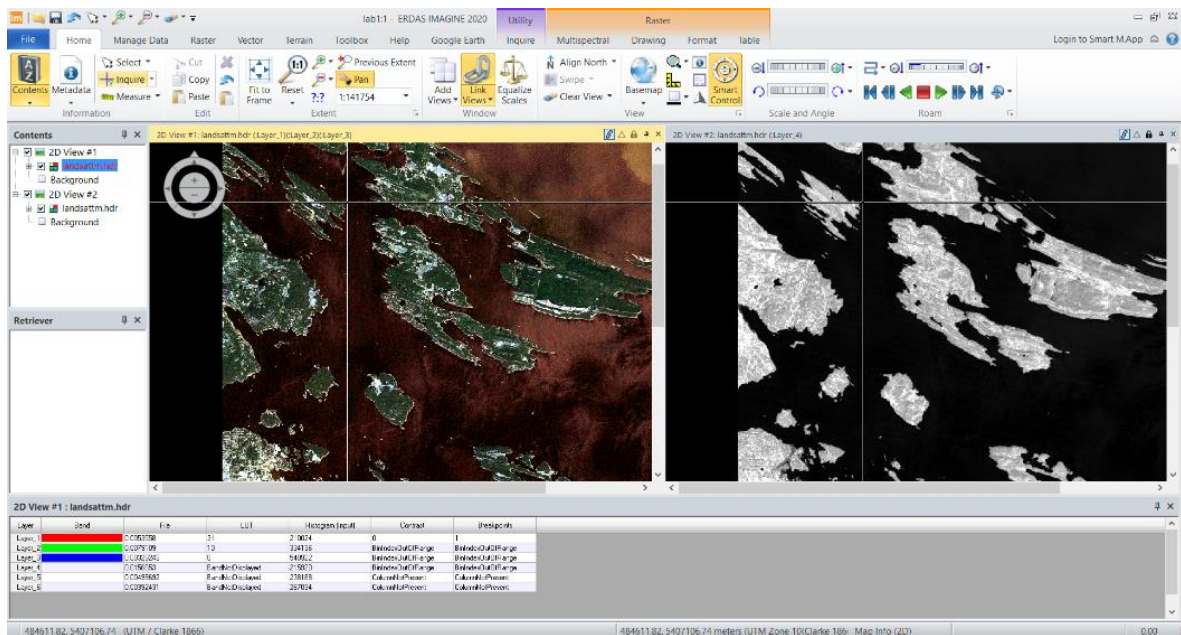 lab1:1 - ERDAS IMAGINE 2020
Utility
Raster
File
Home
Manage Data
Raster
Vector
Terrain
Toolbox
Help
Google Earth
Inquire
Multispectral
Drawing
Format
Table
Login to Smart M.App
Contents
Metadata
Select
Inquire
Measure
Information
Cut
Copy
Paste
Edit
Fit to Frame
Reset
Previous Extent
Pan
1:141754
Extent
Add Views
Link Views
Equalize Scales
Window
Align North
Swipe
Clear View
Basemap
Smart Control
View
Scale and Angle
Roam
Contents
2D View #1
landsattm.hdr
Background
2D View #2
landsattm.hdr
Background
Retriever
2D View #1: landsattm.hdr (:Layer_1)(:Layer_2)(:Layer_3)
2D View #2: landsattm.hdr (:Layer_4)
2D View #1 : landsattm.hdr
Layer Band File LUT Histogram (Input) Contrast Breakpoints
Layer_1
Layer_2 BinIndexOutOfRange BinIndexOutOfRange
Layer_3 BinIndexOutOfRange BinIndexOutOfRange
Layer_4 BandNotDisplayed BinIndexOutOfRange BinIndexOutOfRange
Layer_5 BandNotDisplayed ColumnNotPresent ColumnNotPresent
Layer_6 BandNotDisplayed ColumnNotPresent ColumnNotPresent
484611.82, 5407106.74 (UTM / Clarke 1866)
484611.82, 5407106.74 meters (UTM Zone 10(Clarke 186 Map Info (2D)
0.00